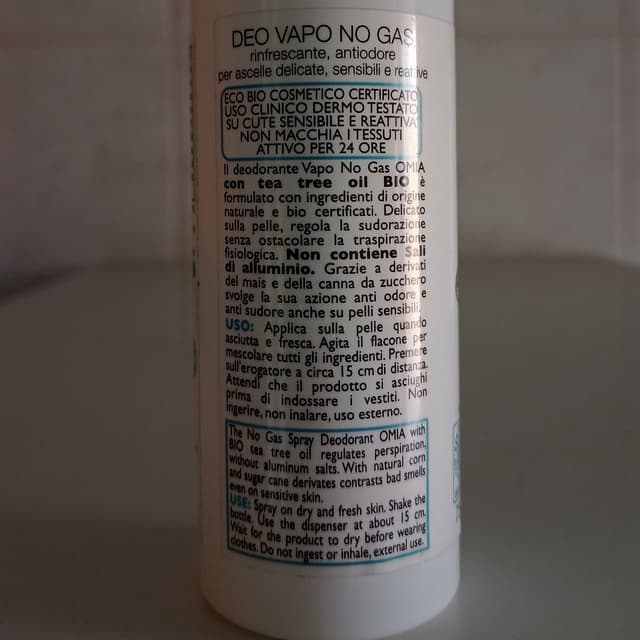 DEO VAPO NO GAS
rinfrescante, antiodore
per ascelle delicate, sensibili e reattive
ECO BIO COSMETICO CERTIFICATO
USO CLINICO DERMO TESTATO
SU CUTE SENSIBILE E REATTIVA
NON MACCHIA I TESSUTI
ATTIVO PER 24 ORE
Il deodorante Vapo No Gas OMIA
con tea tree oil BIO è
formulato con ingredienti di origine
naturale e bio certificati. Delicato
sulla pelle, regola la sudorazione
senza ostacolare la traspirazione
fisiologica. Non contiene Sali
di alluminio. Grazie a derivati
del mais e della canna da zucchero
svolge la sua azione anti odore e
anti sudore anche su pelli sensibili.
USO: Applica sulla pelle quando
asciutta e fresca. Agita il flacone per
mescolare tutti gli ingredienti. Premere
sull'erogatore a circa 15 cm di distanza.
Attendi che il prodotto si asciughi
prima di indossare i vestiti. Non
ingerire, non inalare, uso esterno.
The No Gas Spray Deodorant OMIA with
BIO tea tree oil regulates perspiration,
without aluminum salts. With natural corn
and sugar cane derivates contrasts bad smells
even on sensitive skin.
USE: Spray on dry and fresh skin. Shake the
bottle. Use the dispenser at about 15 cm.
Wait for the product to dry before wearing
clothes. Do not ingest or inhale, external use.